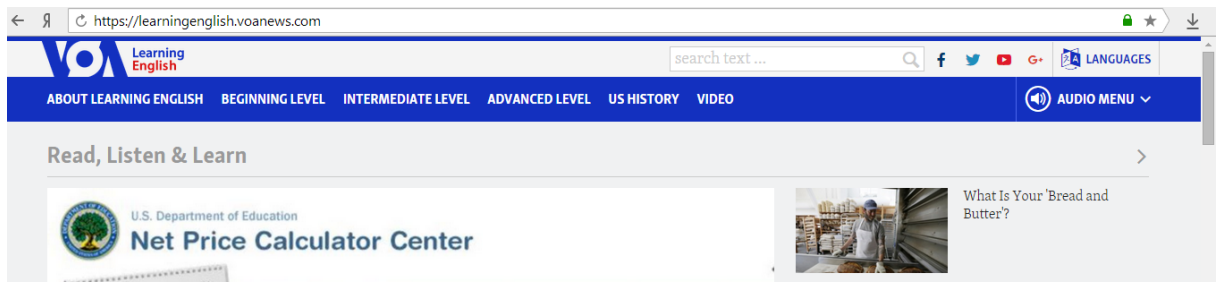 Я https://learningenglish.voanews.com
VOA Learning
English
search text ...
f G+ LANGUAGES
ABOUT LEARNING ENGLISH BEGINNING LEVEL INTERMEDIATE LEVEL ADVANCED LEVEL US HISTORY VIDEO AUDIO MENU
Read, Listen & Learn
U.S. Department of Education
Net Price Calculator Center
What Is Your 'Bread and
Butter'?